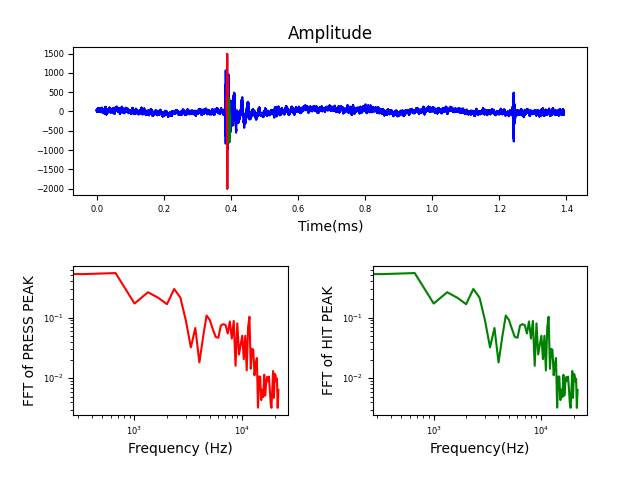 Amplitude
1500
1000
500
0
−500
−1000
−1500
−2000
0.0 0.2 0.4 0.6 0.8 1.0 1.2 1.4
Time(ms)
FFT of PRESS PEAK
10⁻¹
10⁻²
10³ 10⁴
Frequency (Hz)
FFT of HIT PEAK
10⁻¹
10⁻²
10³ 10⁴
Frequency(Hz)